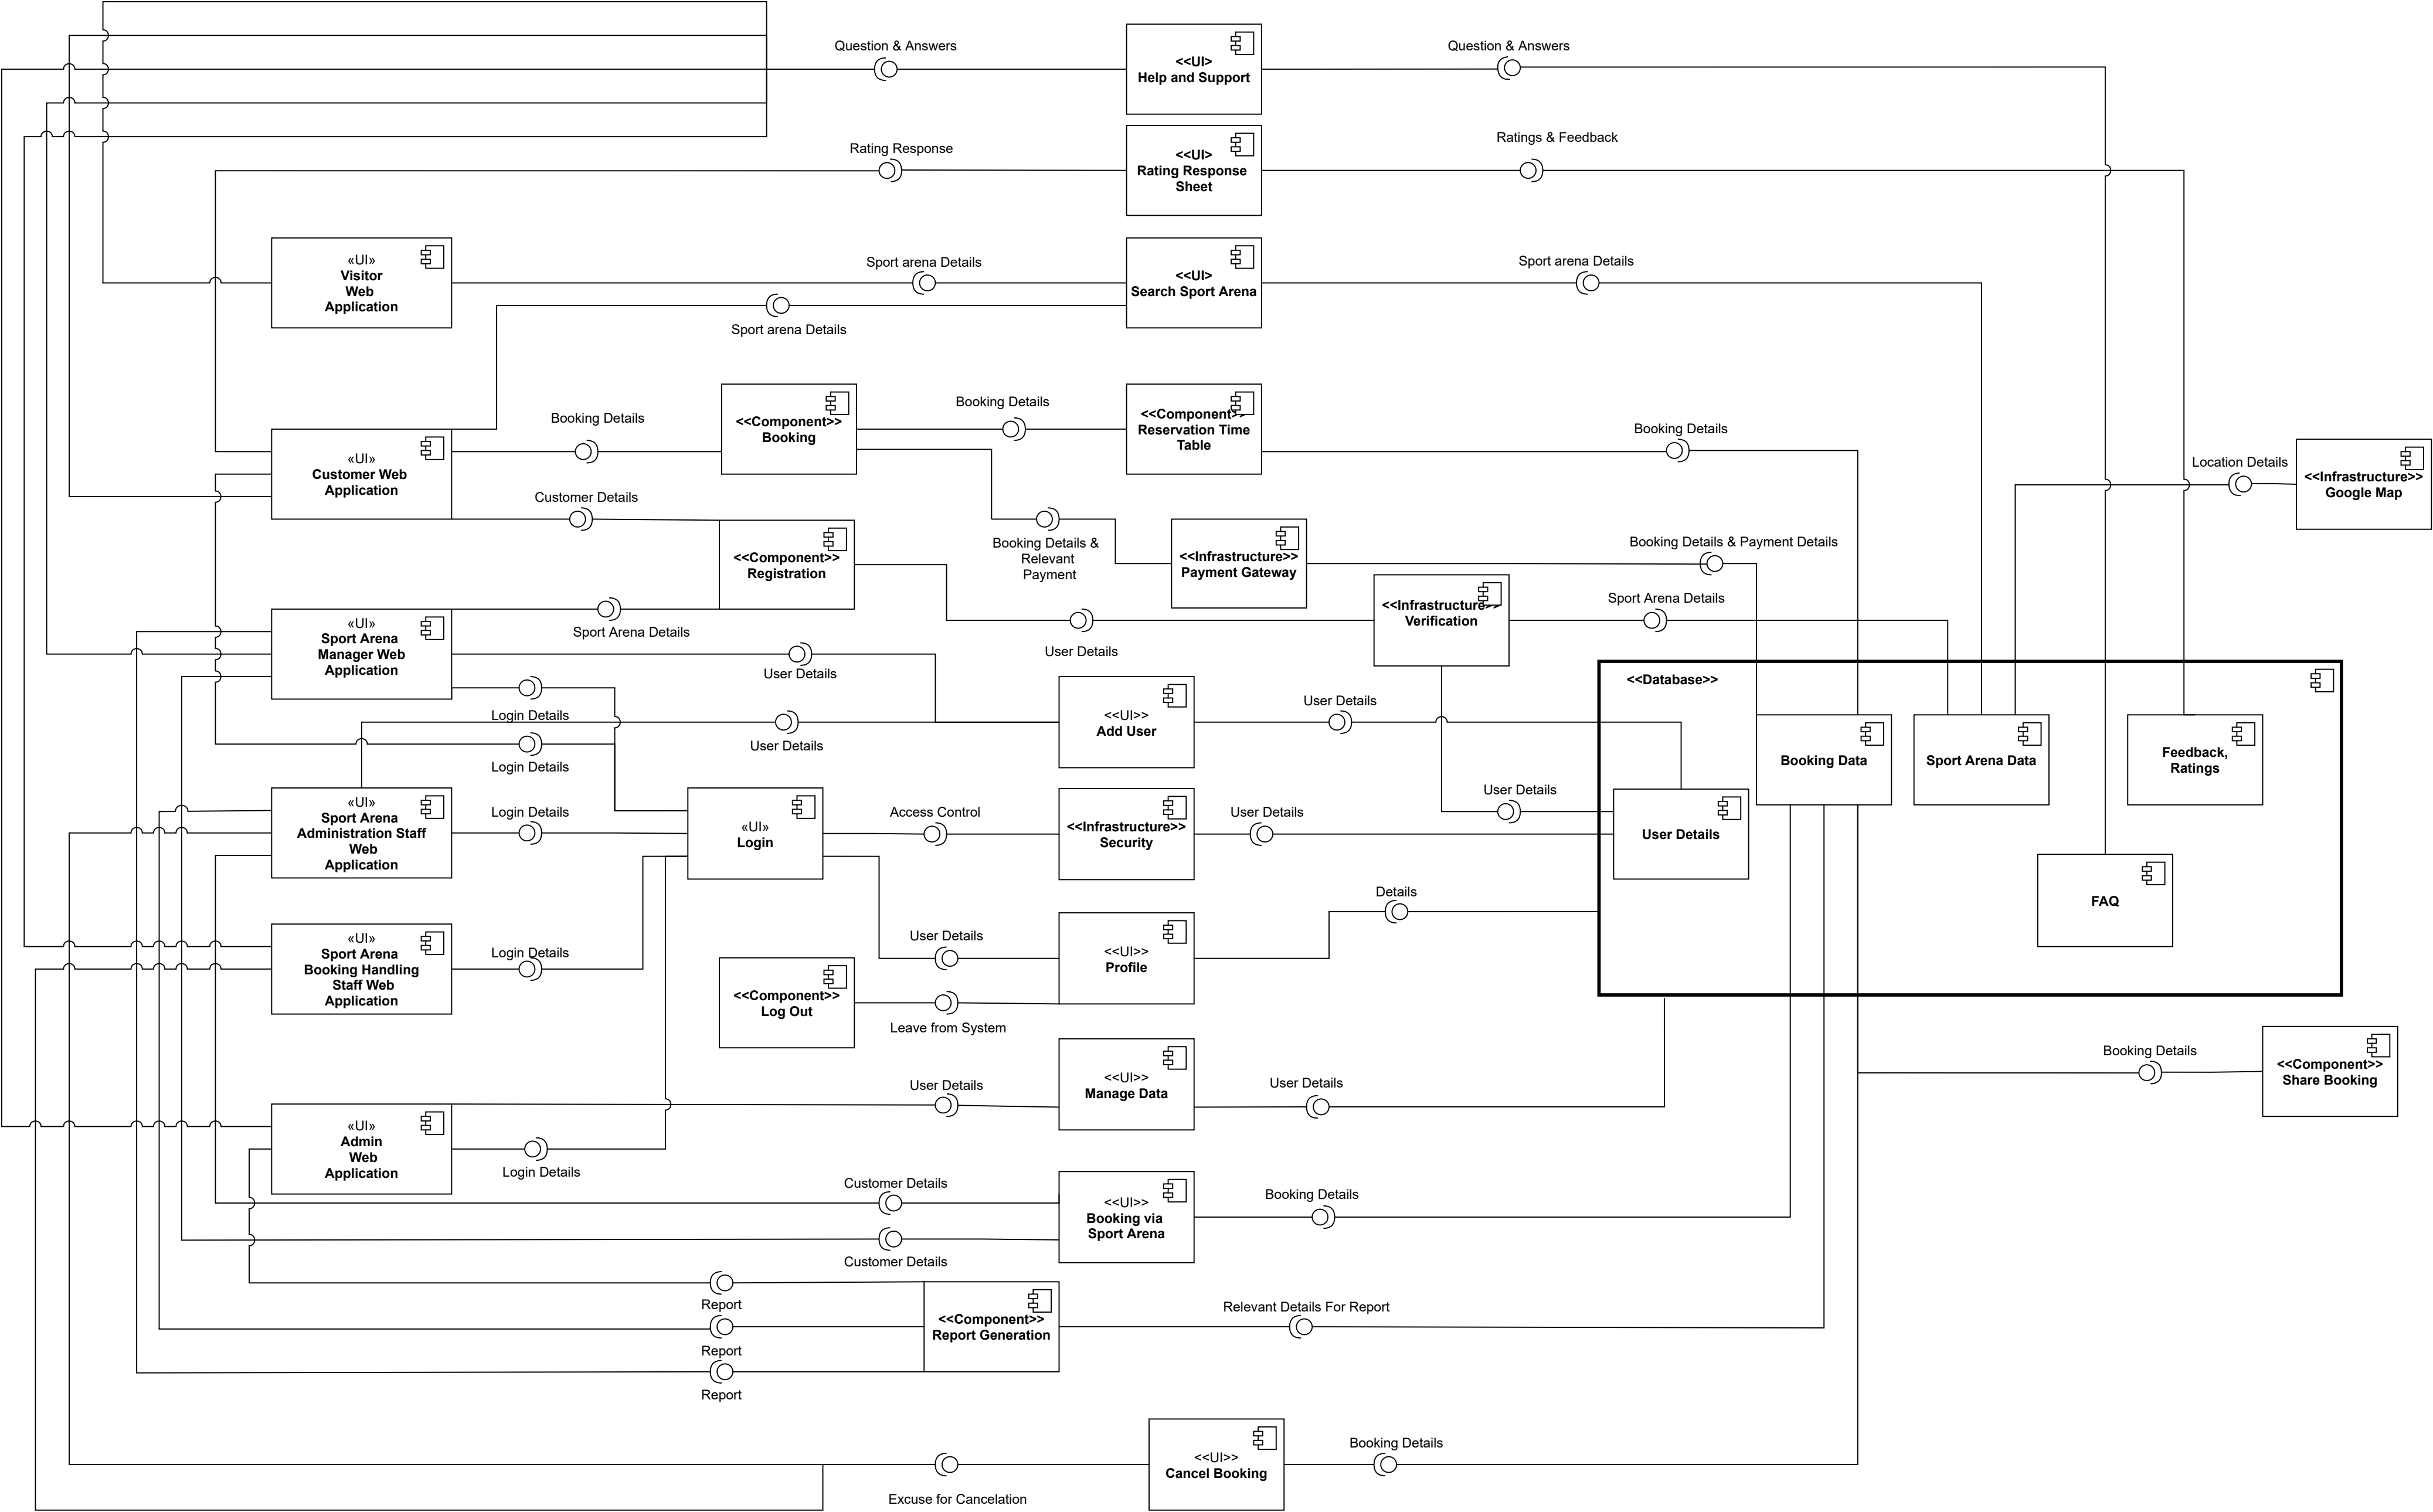 Question & Answers
<<UI>
Help and Support
Question & Answers
Rating Response
<<UI>
Rating Response
Sheet
Ratings & Feedback
«UI»
Visitor
Web
Application
Sport arena Details
<<UI>
Search Sport Arena
Sport arena Details
Sport arena Details
«UI»
Customer Web
Application
Booking Details
<<Component>>
Booking
Booking Details
<<Component>>
Reservation Time
Table
Booking Details
Location Details
<<Infrastructure>>
Google Map
Customer Details
<<Component>>
Registration
Booking Details &
Relevant
Payment
<<Infrastructure>>
Payment Gateway
Booking Details & Payment Details
<<Infrastructure>>
Verification
Sport Arena Details
«UI»
Sport Arena
Manager Web
Application
Sport Arena Details
User Details
User Details
Login Details
User Details
Login Details
<<UI>>
Add User
User Details
<<Database>>
Booking Data
Sport Arena Data
Feedback,
Ratings
User Details
User Details
FAQ
«UI»
Sport Arena
Administration Staff
Web
Application
Login Details
«UI»
Login
Access Control
<<Infrastructure>>
Security
User Details
Details
«UI»
Sport Arena
Booking Handling
Staff Web
Application
Login Details
User Details
<<UI>>
Profile
<<Component>>
Log Out
Leave from System
<<UI>>
Manage Data
User Details
User Details
Booking Details
<<Component>>
Share Booking
«UI»
Admin
Web
Application
Login Details
Customer Details
<<UI>>
Booking via
Sport Arena
Booking Details
Customer Details
Report
<<Component>>
Report Generation
Relevant Details For Report
Report
Report
Excuse for Cancelation
<<UI>>
Cancel Booking
Booking Details